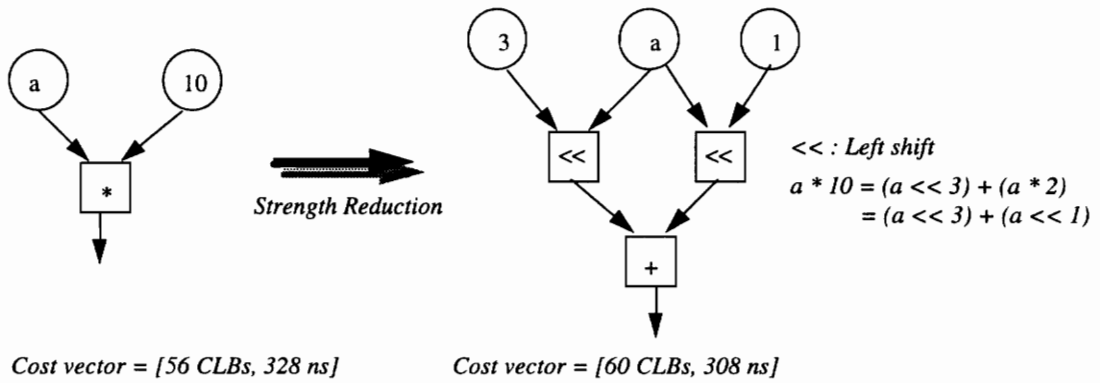 3 a 1
a 10
<< <<
*
<< : Left shift
a * 10 = (a << 3) + (a * 2)
= (a << 3) + (a << 1)
Strength Reduction
+
Cost vector = [56 CLBs, 328 ns]
Cost vector = [60 CLBs, 308 ns]